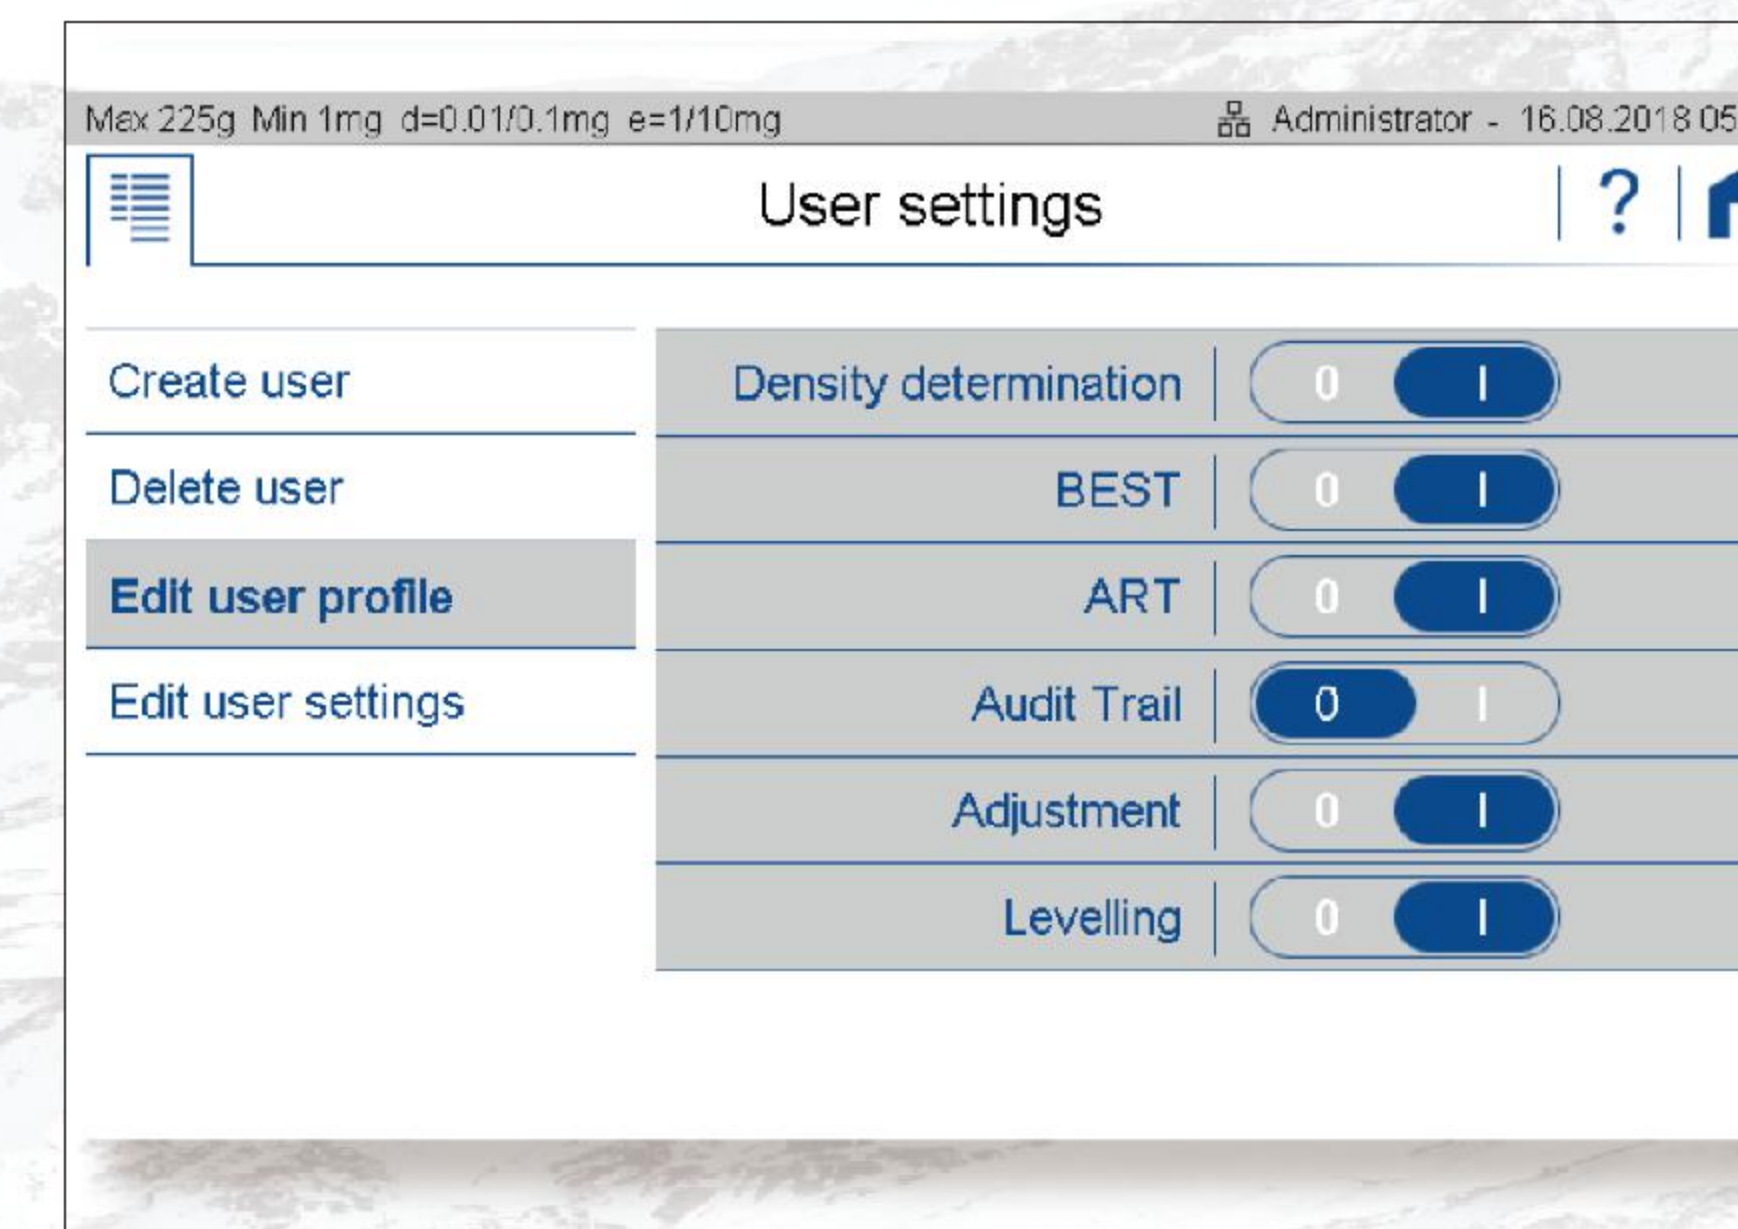 Max 225g Min 1mg d=0.01/0.1mg e=1/10mg Administrator - 16.08.2018 05
User settings ?
Create user
Delete user
Edit user profile
Edit user settings
Density determination 0 I
BEST 0 I
ART 0 I
Audit Trail 0 I
Adjustment 0 I
Levelling 0 I